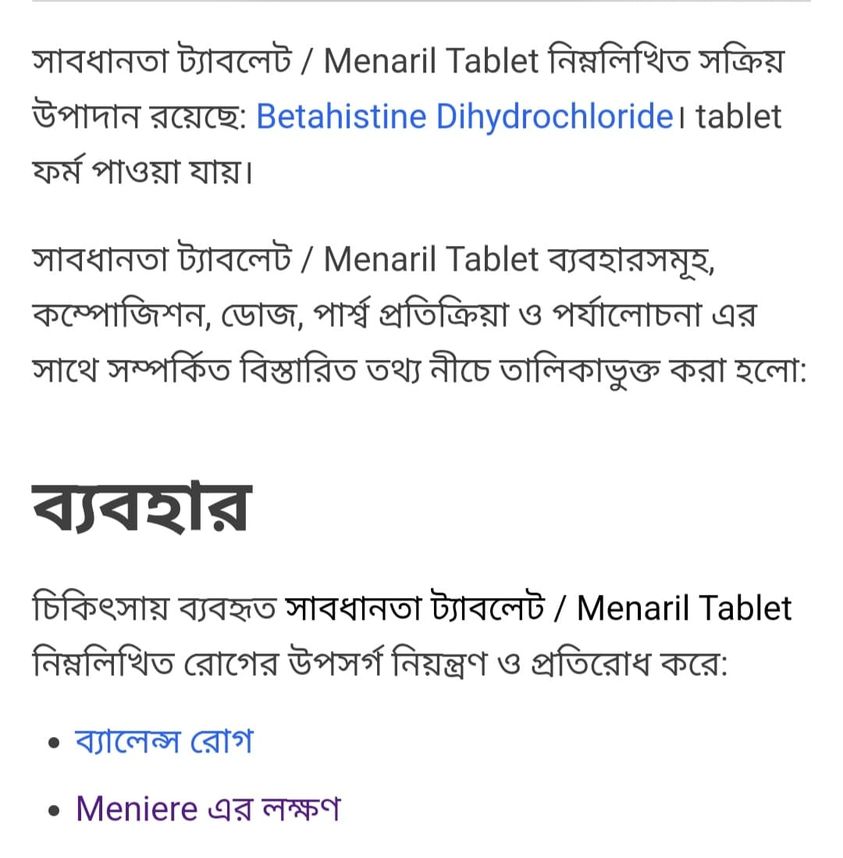 সাবধানতা ট্যাবলেট / Menaril Tablet নিম্নলিখিত সক্রিয়
উপাদান রয়েছে: Betahistine Dihydrochloride। tablet
ফর্ম পাওয়া যায়।
সাবধানতা ট্যাবলেট / Menaril Tablet ব্যবহারসমূহ,
কম্পোজিশন, ডোজ, পার্শ্ব প্রতিক্রিয়া ও পর্যালোচনা এর
সাথে সম্পর্কিত বিস্তারিত তথ্য নীচে তালিকাভুক্ত করা হলো:
ব্যবহার
চিকিৎসায় ব্যবহৃত সাবধানতা ট্যাবলেট / Menaril Tablet
নিম্নলিখিত রোগের উপসর্গ নিয়ন্ত্রণ ও প্রতিরোধ করে:
• ব্যালেন্স রোগ
• Meniere এর লক্ষণ